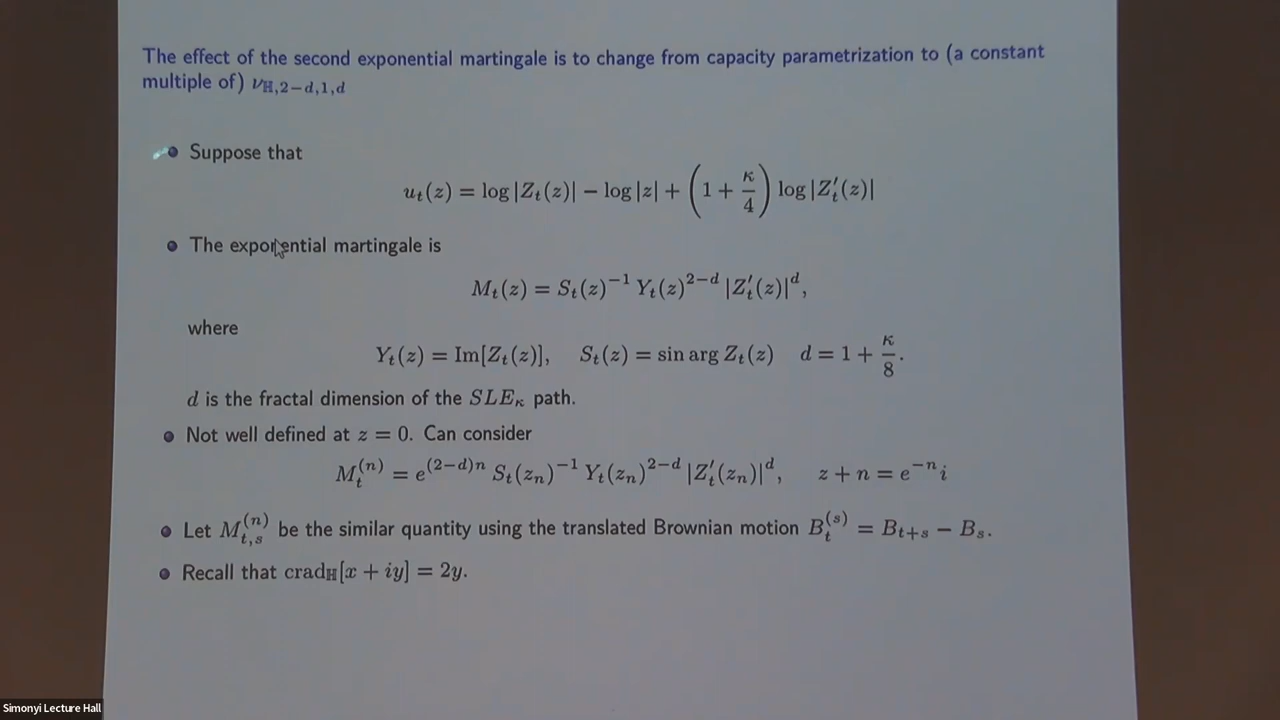 The effect of the second exponential martingale is to change from capacity parametrization to (a constant
multiple of) ν_{ℍ,2−d,1,d}
• Suppose that
u_t(z) = log |Z_t(z)| − log |z| + (1 + κ/4) log |Z'_t(z)|
• The exponential martingale is
M_t(z) = S_t(z)^{−1} Y_t(z)^{2−d} |Z'_t(z)|^d,
where
Y_t(z) = Im[Z_t(z)], S_t(z) = sin arg Z_t(z) d = 1 + κ/8.
d is the fractal dimension of the SLE_κ path.
• Not well defined at z = 0. Can consider
M_t^{(n)} = e^{(2−d)n} S_t(z_n)^{−1} Y_t(z_n)^{2−d} |Z'_t(z_n)|^d, z + n = e^{−n}i
• Let M_{t,s}^{(n)} be the similar quantity using the translated Brownian motion B_t^{(s)} = B_{t+s} − B_s.
• Recall that crad_ℍ[x + iy] = 2y.
Simonyi Lecture Hall